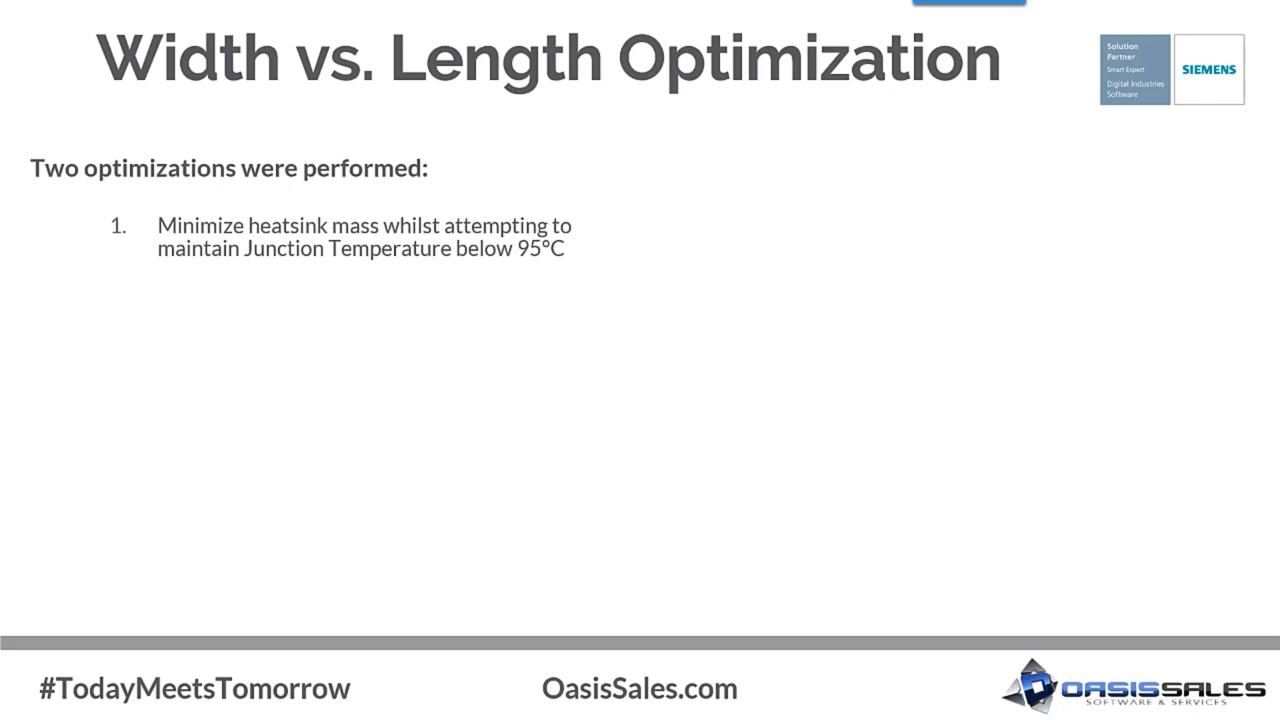 Width vs. Length Optimization
Solution
Partner
Smart Expert
Digital Industries
Software
SIEMENS
Two optimizations were performed:
1. Minimize heatsink mass whilst attempting to
maintain Junction Temperature below 95°C
#TodayMeetsTomorrow
OasisSales.com
OASISSALES
SOFTWARE & SERVICES